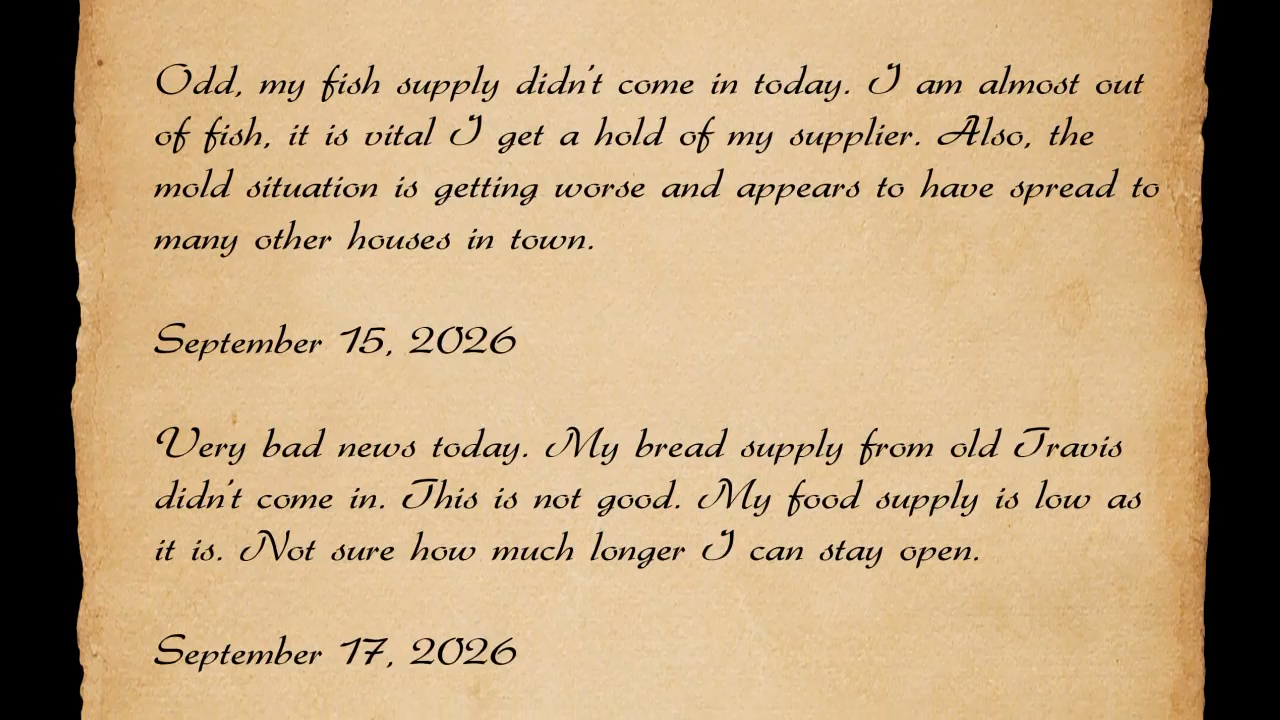 Odd, my fish supply didn't come in today. I am almost out
of fish, it is vital I get a hold of my supplier. Also, the
mold situation is getting worse and appears to have spread to
many other houses in town.
September 15, 2026
Very bad news today. My bread supply from old Travis
didn't come in. This is not good. My food supply is low as
it is. Not sure how much longer I can stay open.
September 17, 2026